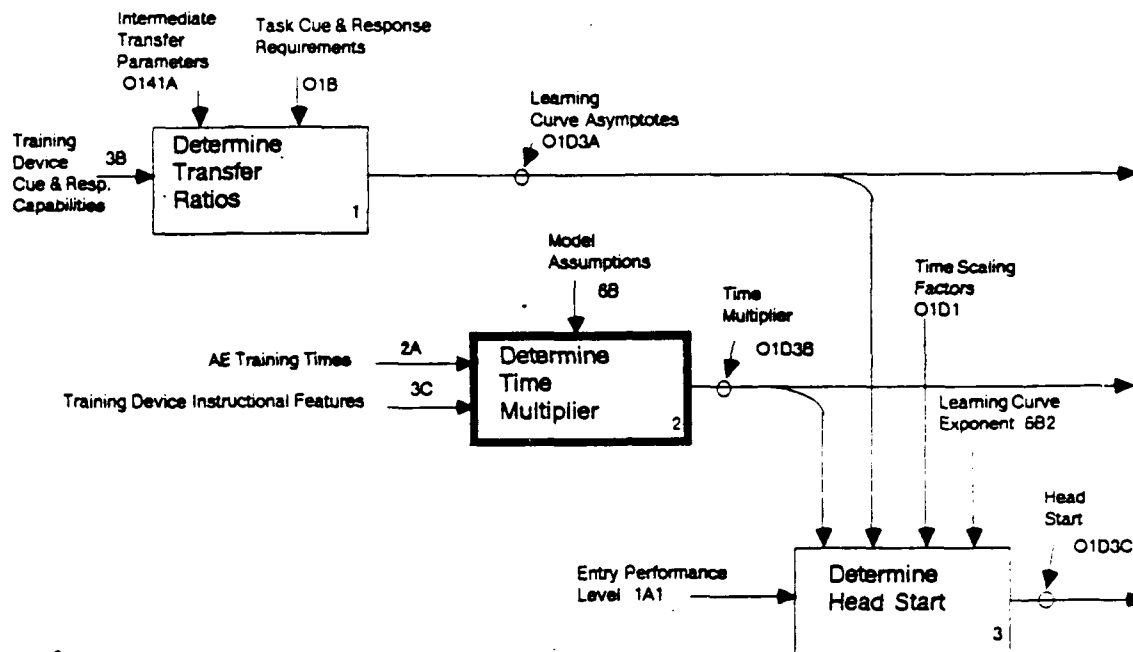 Intermediate
Transfer
Parameters
O141A
Task Cue & Response
Requirements
O1B
Training
Device
Cue & Resp.
Capabilities
3B
Determine
Transfer
Ratios
1
Learning
Curve Asymptotes
O1D3A
Model
Assumptions
6B
AE Training Times
2A
Training Device Instructional Features
3C
Determine
Time
Multiplier
2
Time
Multiplier
O1D3B
Time Scaling
Factors
O1D1
Learning Curve
Exponent 6B2
Entry Performance
Level 1A1
Determine
Head Start
3
Head
Start
O1D3C